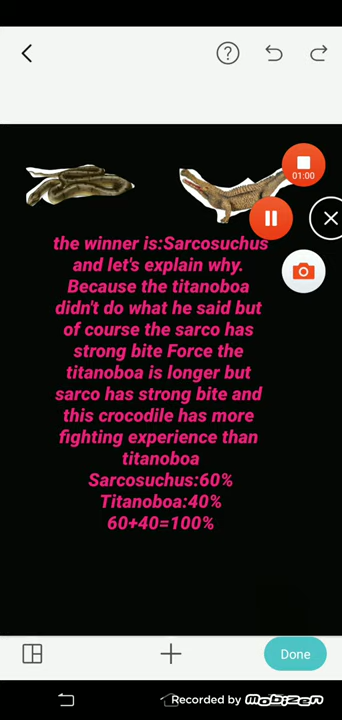 01:00
the winner is:Sarcosuchus
and let's explain why.
Because the titanoboa
didn't do what he said but
of course the sarco has
strong bite Force the
titanoboa is longer but
sarco has strong bite and
this crocodile has more
fighting experience than
titanoboa
Sarcosuchus:60%
Titanoboa:40%
60+40=100%
Done
Recorded by mobizen